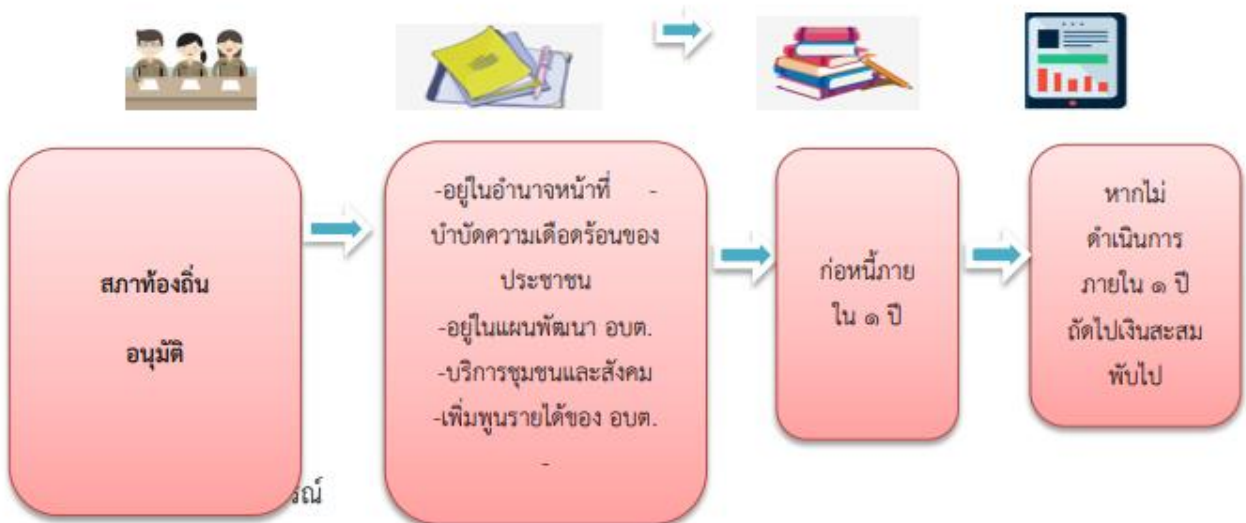 สภาท้องถิ่น
อนุมัติ
-อยู่ในอำนาจหน้าที่ -
บำบัดความเดือดร้อนของ
ประชาชน
-อยู่ในแผนพัฒนา อบต.
-บริการชุมชนและสังคม
-เพิ่มพูนรายได้ของ อบต.
-
ก่อหนี้ภาย
ใน ๑ ปี
หากไม่
ดำเนินการ
ภายใน ๑ ปี
ถัดไปเงินสะสม
พับไป
รณ์